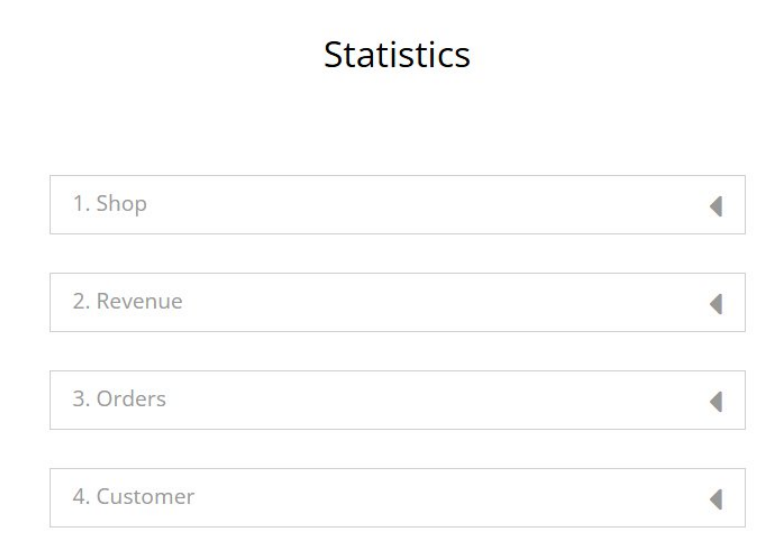 Statistics
1. Shop
2. Revenue
3. Orders
4. Customer